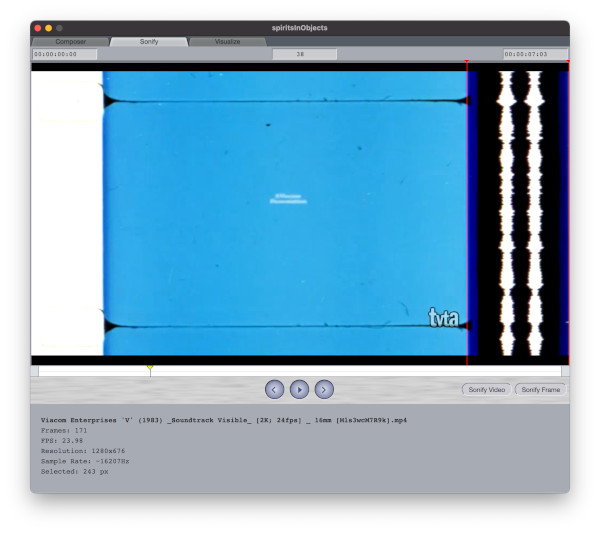 spiritsInObjects
Composer
Sonify
Visualize
00:00:00:00
38
00:00:07:03
tvta
Sonify Video
Sonify Frame
Viacom Enterprises 'V' (1983) _Soundtrack Visible_ [2K; 24fps] _ 16mm [Hls3wcM7R9k].mp4
Frames: 171
FPS: 23.98
Resolution: 1280x676
Sample Rate: ~16207Hz
Selected: 243 px